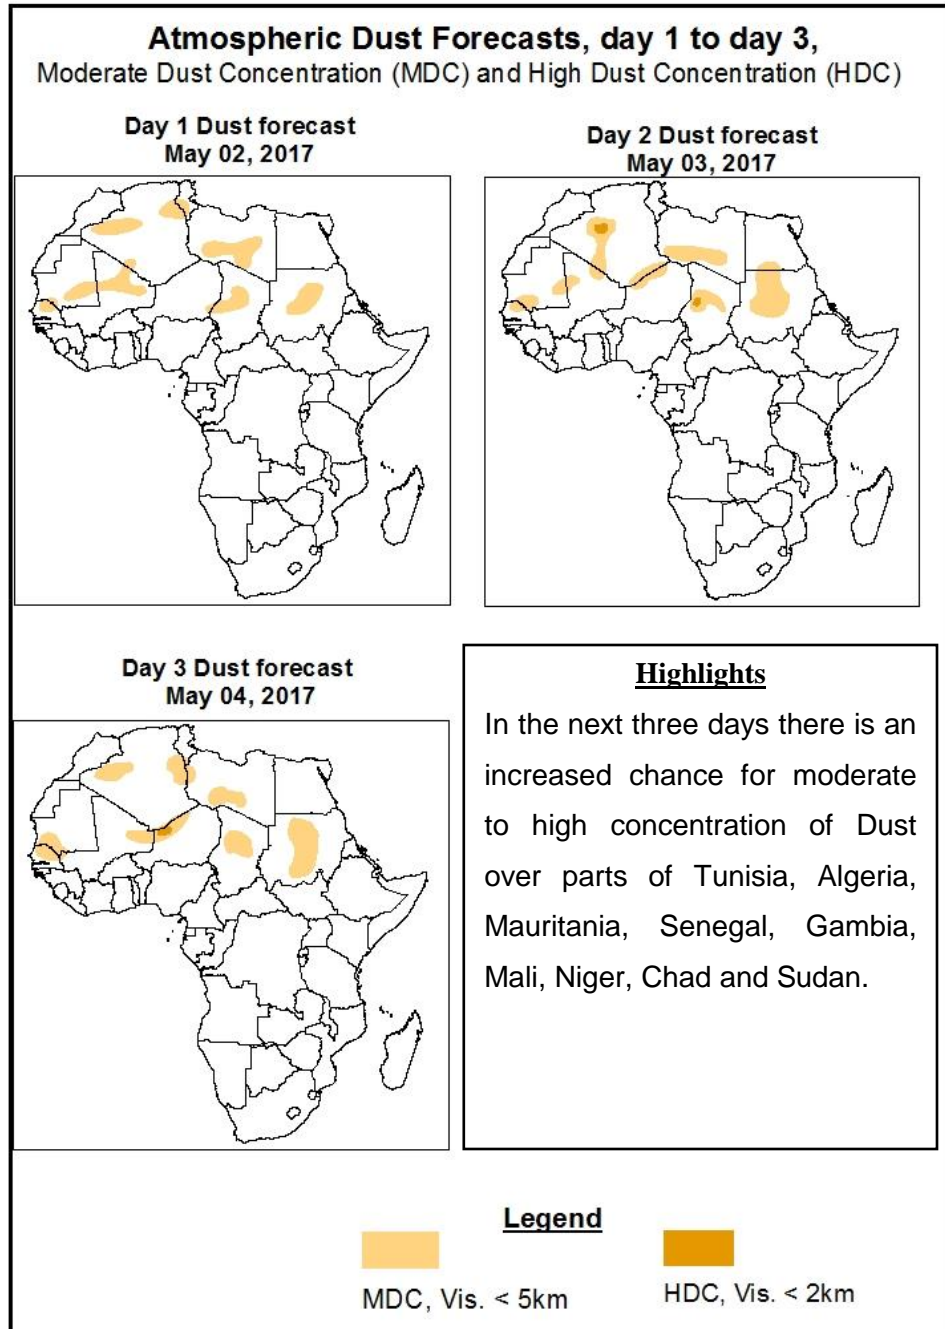 Atmospheric Dust Forecasts, day 1 to day 3,
Moderate Dust Concentration (MDC) and High Dust Concentration (HDC)
Day 1 Dust forecast
May 02, 2017
Day 2 Dust forecast
May 03, 2017
Day 3 Dust forecast
May 04, 2017
Highlights
In the next three days there is an
increased chance for moderate
to high concentration of Dust
over parts of Tunisia, Algeria,
Mauritania, Senegal, Gambia,
Mali, Niger, Chad and Sudan.
Legend
MDC, Vis. < 5km
HDC, Vis. < 2km